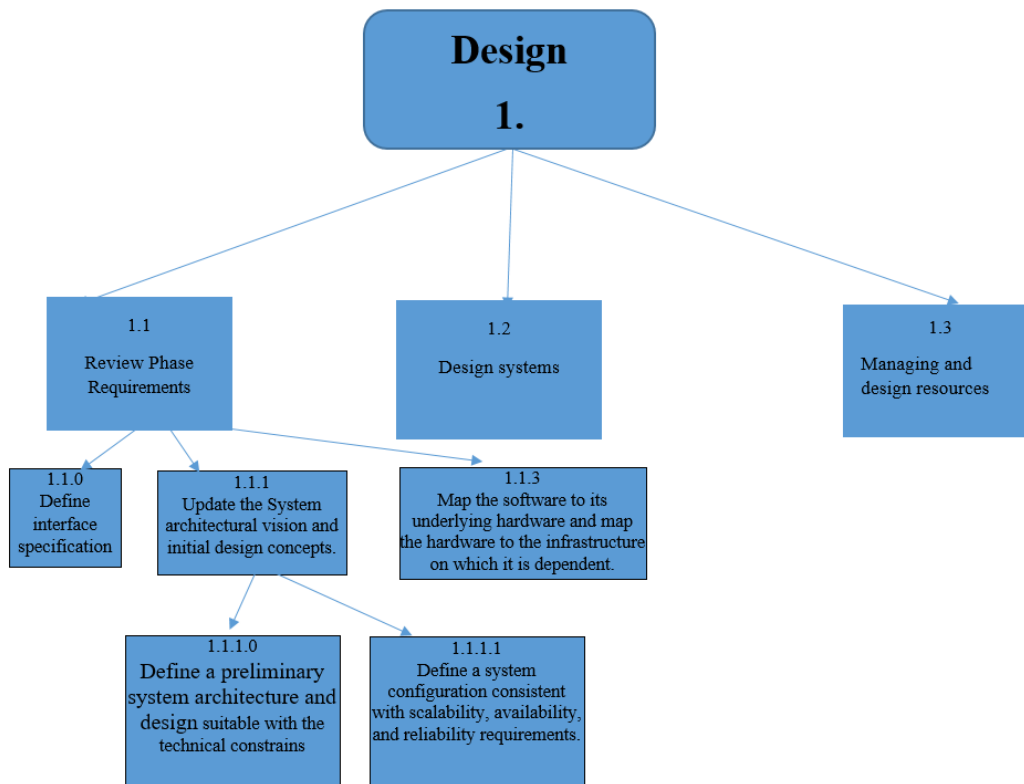 Design
1.
1.1
Review Phase
Requirements
1.2
Design systems
1.3
Managing and
design resources
1.1.0
Define
interface
specification
1.1.1
Update the System
architectural vision and
initial design concepts.
1.1.3
Map the software to its
underlying hardware and map
the hardware to the infrastructure
on which it is dependent.
1.1.1.0
Define a preliminary
system architecture and
design suitable with the
technical constrains
1.1.1.1
Define a system
configuration consistent
with scalability, availability,
and reliability requirements.